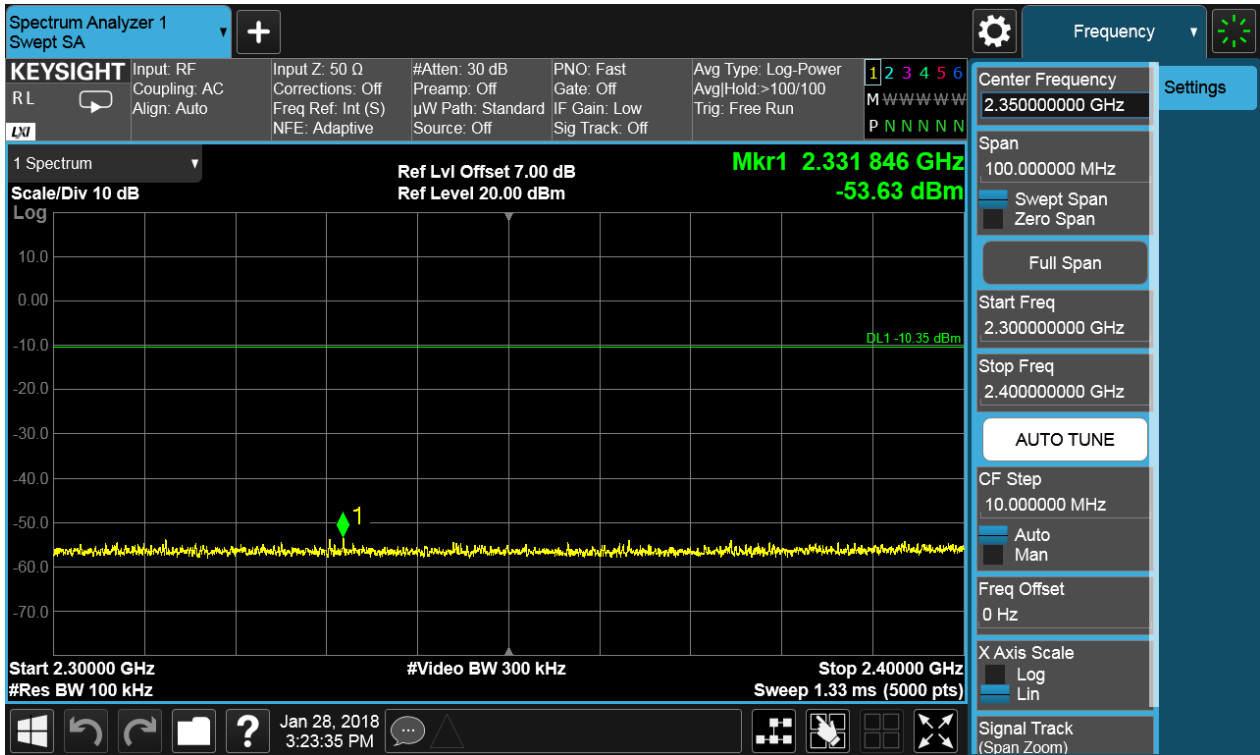 Spectrum Analyzer 1
Swept SA
+
Frequency
KEYSIGHT
R L
LXI
Input: RF
Coupling: AC
Align: Auto
Input Z: 50 Ω
Corrections: Off
Freq Ref: Int (S)
NFE: Adaptive
#Atten: 30 dB
Preamp: Off
µW Path: Standard
Source: Off
PNO: Fast
Gate: Off
IF Gain: Low
Sig Track: Off
Avg Type: Log-Power
Avg|Hold:>100/100
Trig: Free Run
1 2 3 4 5 6
M W W W W W
P N N N N N
1 Spectrum
Scale/Div 10 dB
Log
Ref Lvl Offset 7.00 dB
Ref Level 20.00 dBm
Mkr1 2.331 846 GHz
-53.63 dBm
10.0
0.00
-10.0
-20.0
-30.0
-40.0
-50.0
-60.0
-70.0
DL1 -10.35 dBm
1
Start 2.30000 GHz
#Res BW 100 kHz
#Video BW 300 kHz
Stop 2.40000 GHz
Sweep 1.33 ms (5000 pts)
Center Frequency
2.350000000 GHz
Settings
Span
100.000000 MHz
Swept Span
Zero Span
Full Span
Start Freq
2.300000000 GHz
Stop Freq
2.400000000 GHz
AUTO TUNE
CF Step
10.000000 MHz
Auto
Man
Freq Offset
0 Hz
X Axis Scale
Log
Lin
Signal Track
(Span Zoom)
?
Jan 28, 2018
3:23:35 PM